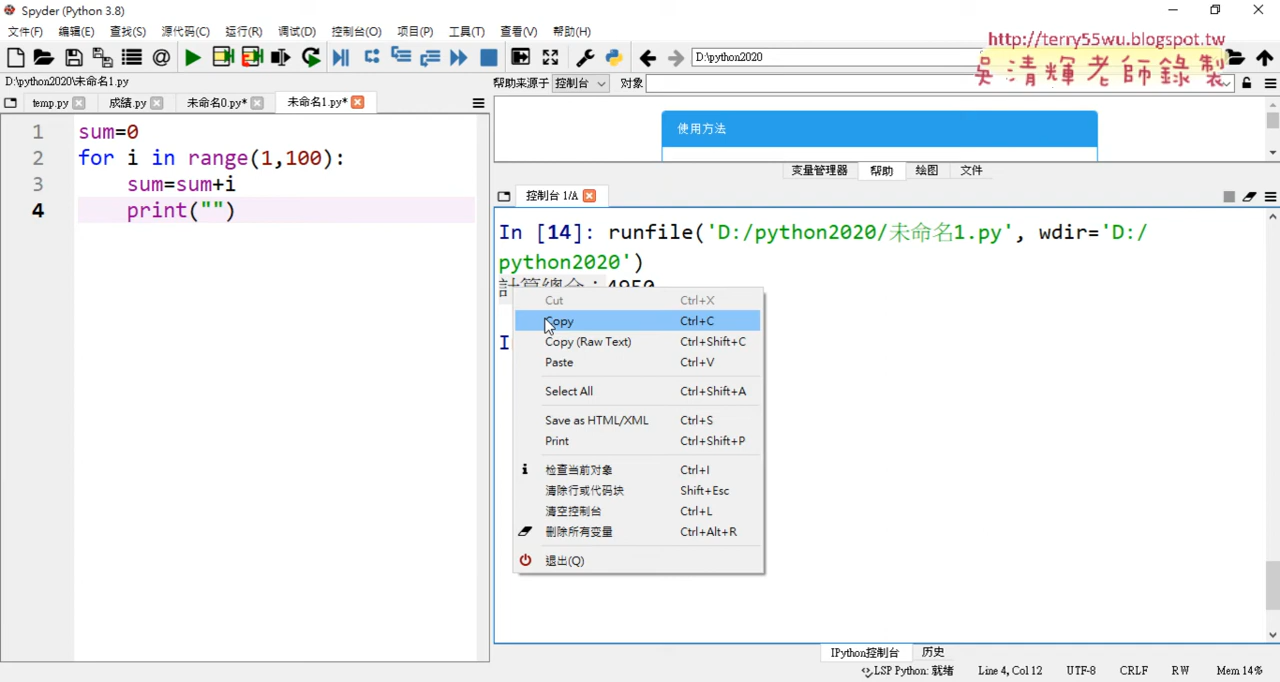 Spyder (Python 3.8)
文件(F) 编辑(E) 查找(S) 源代码(C) 运行(R) 调试(D) 控制台(O) 项目(P) 工具(T) 查看(V) 帮助(H)
http://terry55wu.blogspot.tw
吳清輝老師錄製
D:\python2020
D:\python2020\未命名1.py
帮助来源于 控制台 对象
temp.py 成績.py 未命名0.py* 未命名1.py*
1 sum=0
2 for i in range(1,100):
3 sum=sum+i
4 print("")
使用方法
变量管理器 帮助 绘图 文件
控制台 1/A
In [14]: runfile('D:/python2020/未命名1.py', wdir='D:/
python2020')
計算總合：4950
I
Cut Ctrl+X
Copy Ctrl+C
Copy (Raw Text) Ctrl+Shift+C
Paste Ctrl+V
Select All Ctrl+Shift+A
Save as HTML/XML Ctrl+S
Print Ctrl+Shift+P
检查当前对象 Ctrl+I
清除行或代码块 Shift+Esc
清空控制台 Ctrl+L
删除所有变量 Ctrl+Alt+R
退出(Q)
IPython控制台 历史
LSP Python: 就绪 Line 4, Col 12 UTF-8 CRLF RW Mem 14%